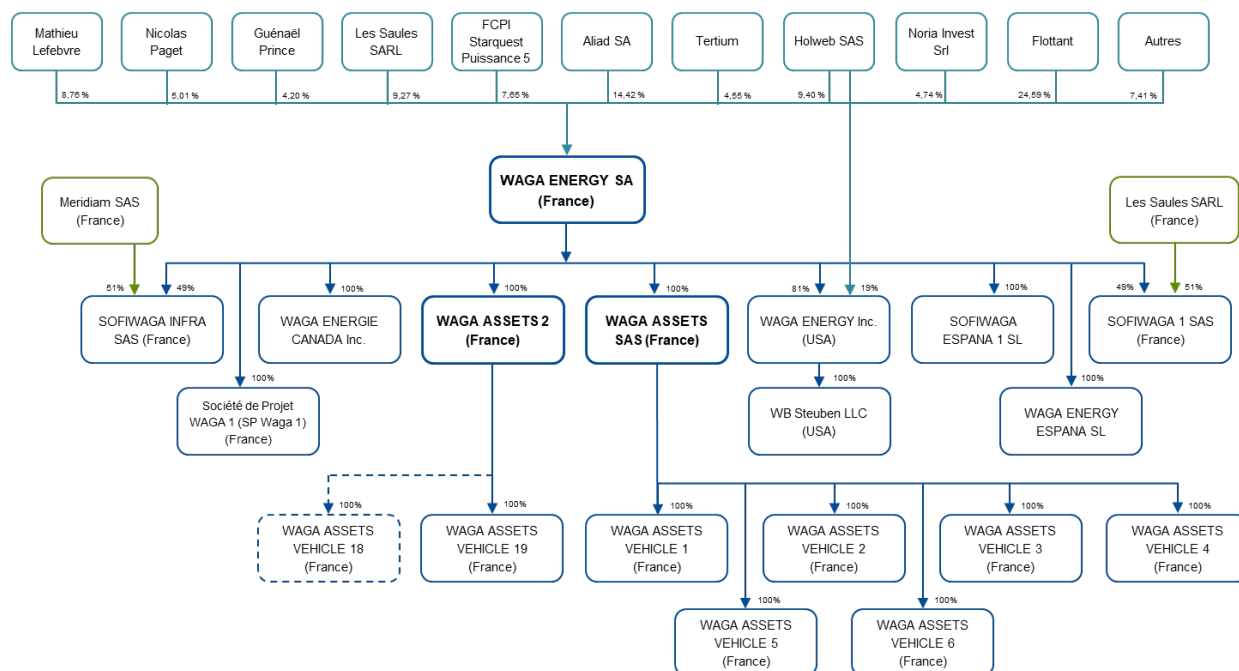 Mathieu
Lefebvre
Nicolas
Paget
Guénaël
Prince
Les Saules
SARL
FCPI
Starquest
Puissance 5
Aliad SA
Tertium
Holweb SAS
Noria Invest
Srl
Flottant
Autres
8,76 %
5,01 %
4,20 %
9,27 %
7,65 %
14,42 %
4,55 %
9,40 %
4,74 %
24,59 %
7,41 %
WAGA ENERGY SA
(France)
Meridiam SAS
(France)
Les Saules SARL
(France)
51%
49%
100%
100%
100%
81%
19%
100%
49%
51%
SOFIWAGA INFRA
SAS (France)
WAGA ENERGIE
CANADA Inc.
WAGA ASSETS 2
(France)
WAGA ASSETS
SAS (France)
WAGA ENERGY Inc.
(USA)
SOFIWAGA
ESPANA 1 SL
SOFIWAGA 1 SAS
(France)
100%
100%
100%
Société de Projet
WAGA 1 (SP Waga 1)
(France)
WB Steuben LLC
(USA)
WAGA ENERGY
ESPANA SL
100%
100%
100%
100%
100%
100%
WAGA ASSETS
VEHICLE 18
(France)
WAGA ASSETS
VEHICLE 19
(France)
WAGA ASSETS
VEHICLE 1
(France)
WAGA ASSETS
VEHICLE 2
(France)
WAGA ASSETS
VEHICLE 3
(France)
WAGA ASSETS
VEHICLE 4
(France)
100%
100%
WAGA ASSETS
VEHICLE 5
(France)
WAGA ASSETS
VEHICLE 6
(France)